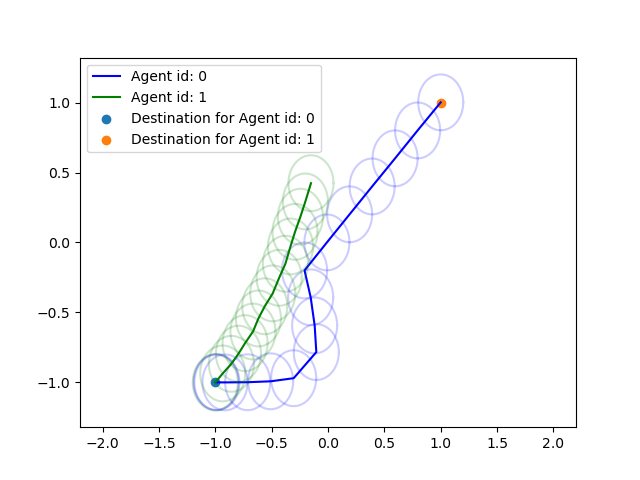 Agent id: 0
Agent id: 1
Destination for Agent id: 0
Destination for Agent id: 1
1.0
0.5
0.0
−0.5
−1.0
−2.0 −1.5 −1.0 −0.5 0.0 0.5 1.0 1.5 2.0